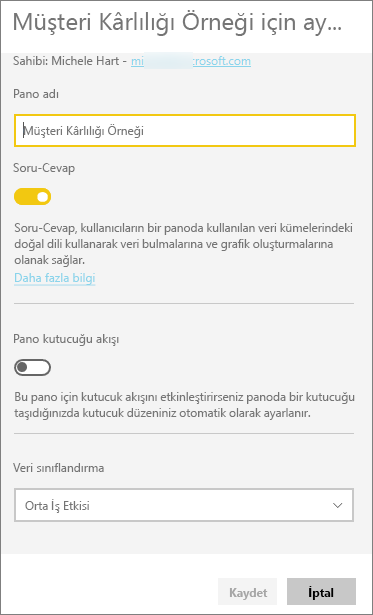 Müşteri Kârlılığı Örneği için ay...
Sahibi: Michele Hart - mi crosoft.com
Pano adı
Müşteri Kârlılığı Örneği
Soru-Cevap
Soru-Cevap, kullanıcıların bir panoda kullanılan veri kümelerindeki
doğal dili kullanarak veri bulmalarına ve grafik oluşturmalarına
olanak sağlar.
Daha fazla bilgi
Pano kutucuğu akışı
Bu pano için kutucuk akışını etkinleştirirseniz panoda bir kutucuğu
taşıdığınızda kutucuk düzeniniz otomatik olarak ayarlanır.
Veri sınıflandırma
Orta İş Etkisi
Kaydet
İptal